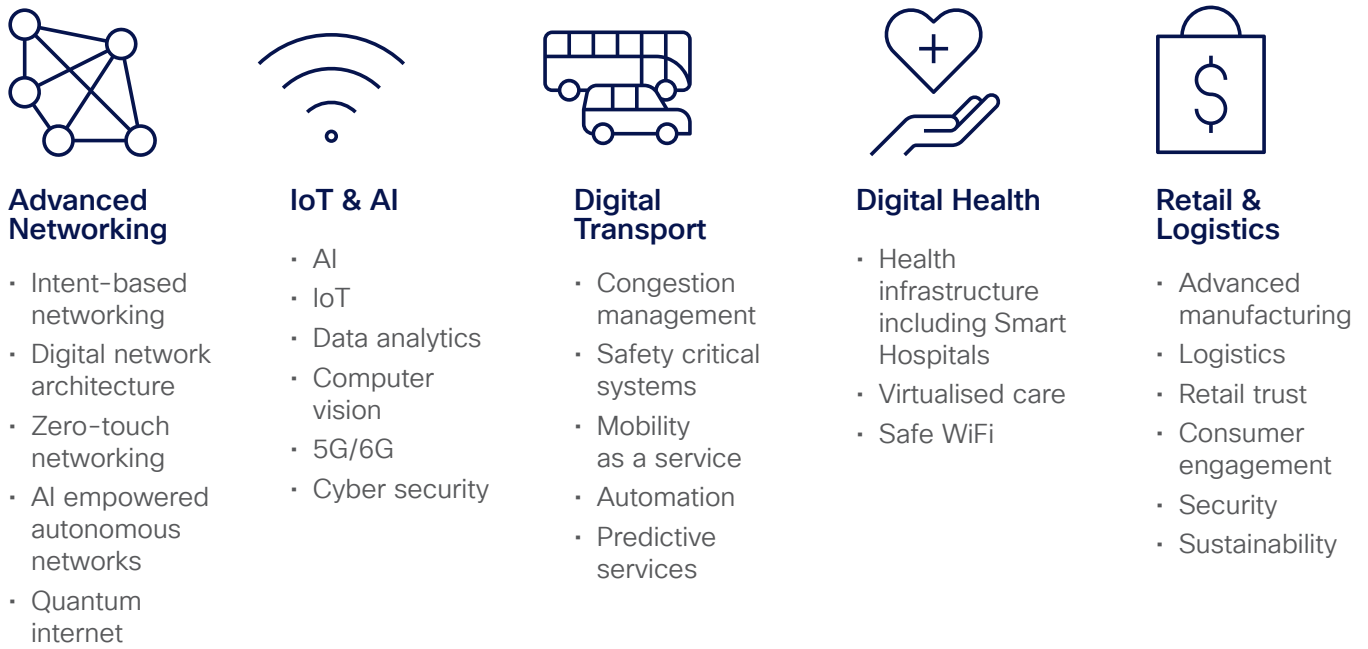 Advanced
Networking
· Intent-based
networking
· Digital network
architecture
· Zero-touch
networking
· AI empowered
autonomous
networks
· Quantum
internet
IoT & AI
· AI
· IoT
· Data analytics
· Computer
vision
· 5G/6G
· Cyber security
Digital
Transport
· Congestion
management
· Safety critical
systems
· Mobility
as a service
· Automation
· Predictive
services
Digital Health
· Health
infrastructure
including Smart
Hospitals
· Virtualised care
· Safe WiFi
$
Retail &
Logistics
· Advanced
manufacturing
· Logistics
· Retail trust
· Consumer
engagement
· Security
· Sustainability